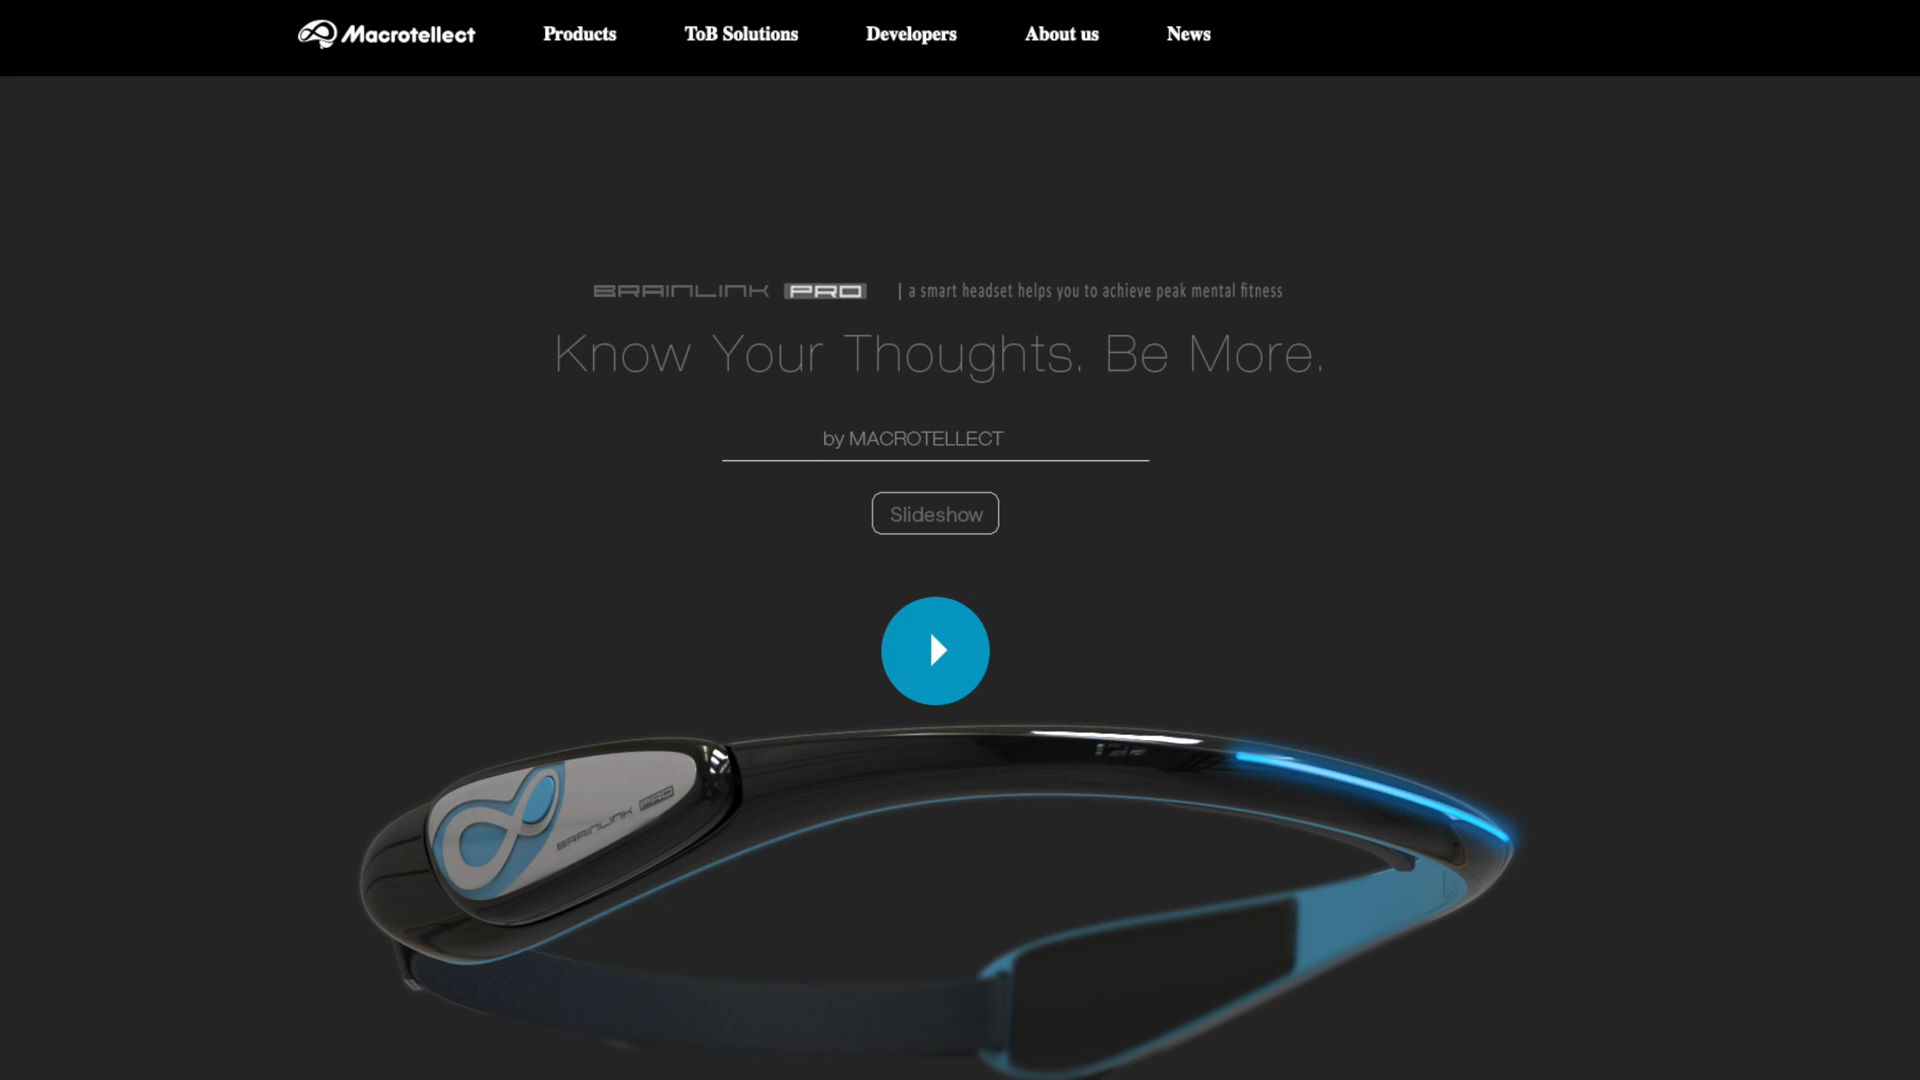 Macrotellect Products ToB Solutions Developers About us News
BRAINLINK PRO | a smart headset helps you to achieve peak mental fitness
Know Your Thoughts. Be More.
by MACROTELLECT
Slideshow
BRAINLINK PRO